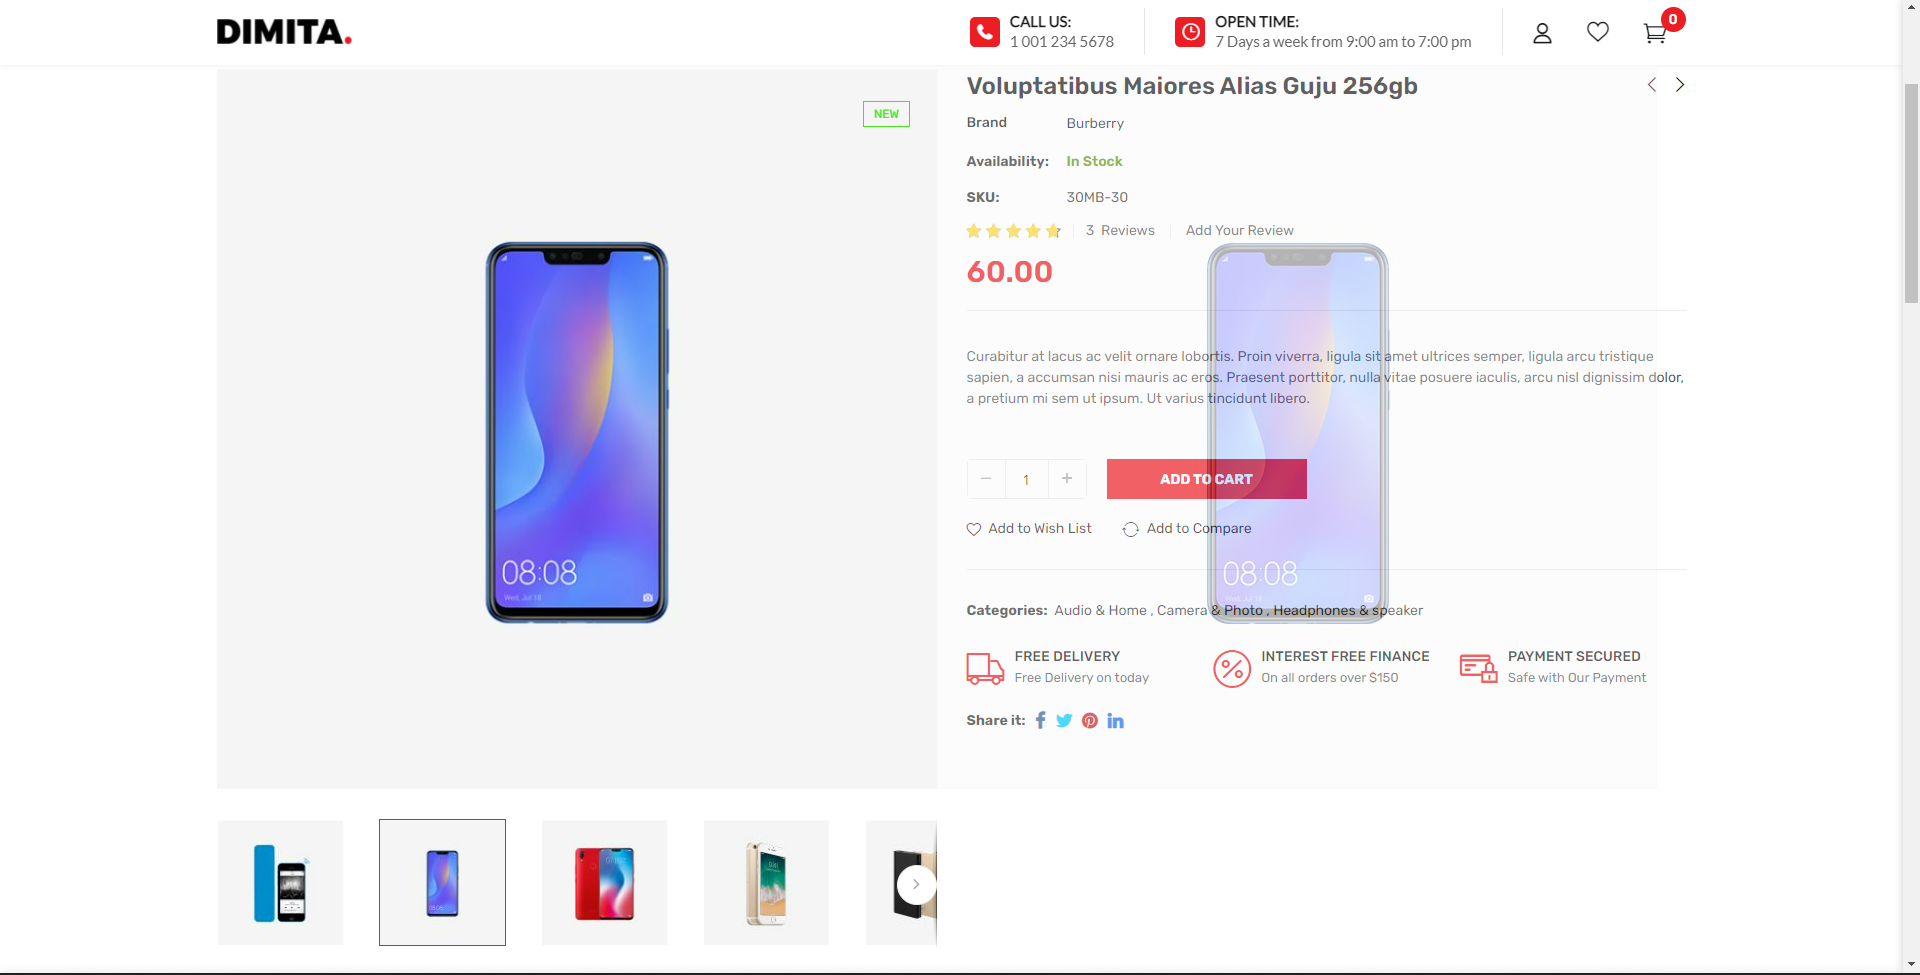 DIMITA.
CALL US:
1 001 234 5678
OPEN TIME:
7 Days a week from 9:00 am to 7:00 pm
0
NEW
08:08
Wed, Jul 18
Voluptatibus Maiores Alias Guju 256gb
Brand Burberry
Availability: In Stock
SKU: 30MB-30
3 Reviews Add Your Review
60.00
Curabitur at lacus ac velit ornare lobortis. Proin viverra, ligula sit amet ultrices semper, ligula arcu tristique
sapien, a accumsan nisi mauris ac eros. Praesent porttitor, nulla vitae posuere iaculis, arcu nisl dignissim dolor,
a pretium mi sem ut ipsum. Ut varius tincidunt libero.
1
ADD TO CART
Add to Wish List Add to Compare
08:08
Categories: Audio & Home , Camera & Photo , Headphones & speaker
FREE DELIVERY
Free Delivery on today
INTEREST FREE FINANCE
On all orders over $150
PAYMENT SECURED
Safe with Our Payment
Share it: